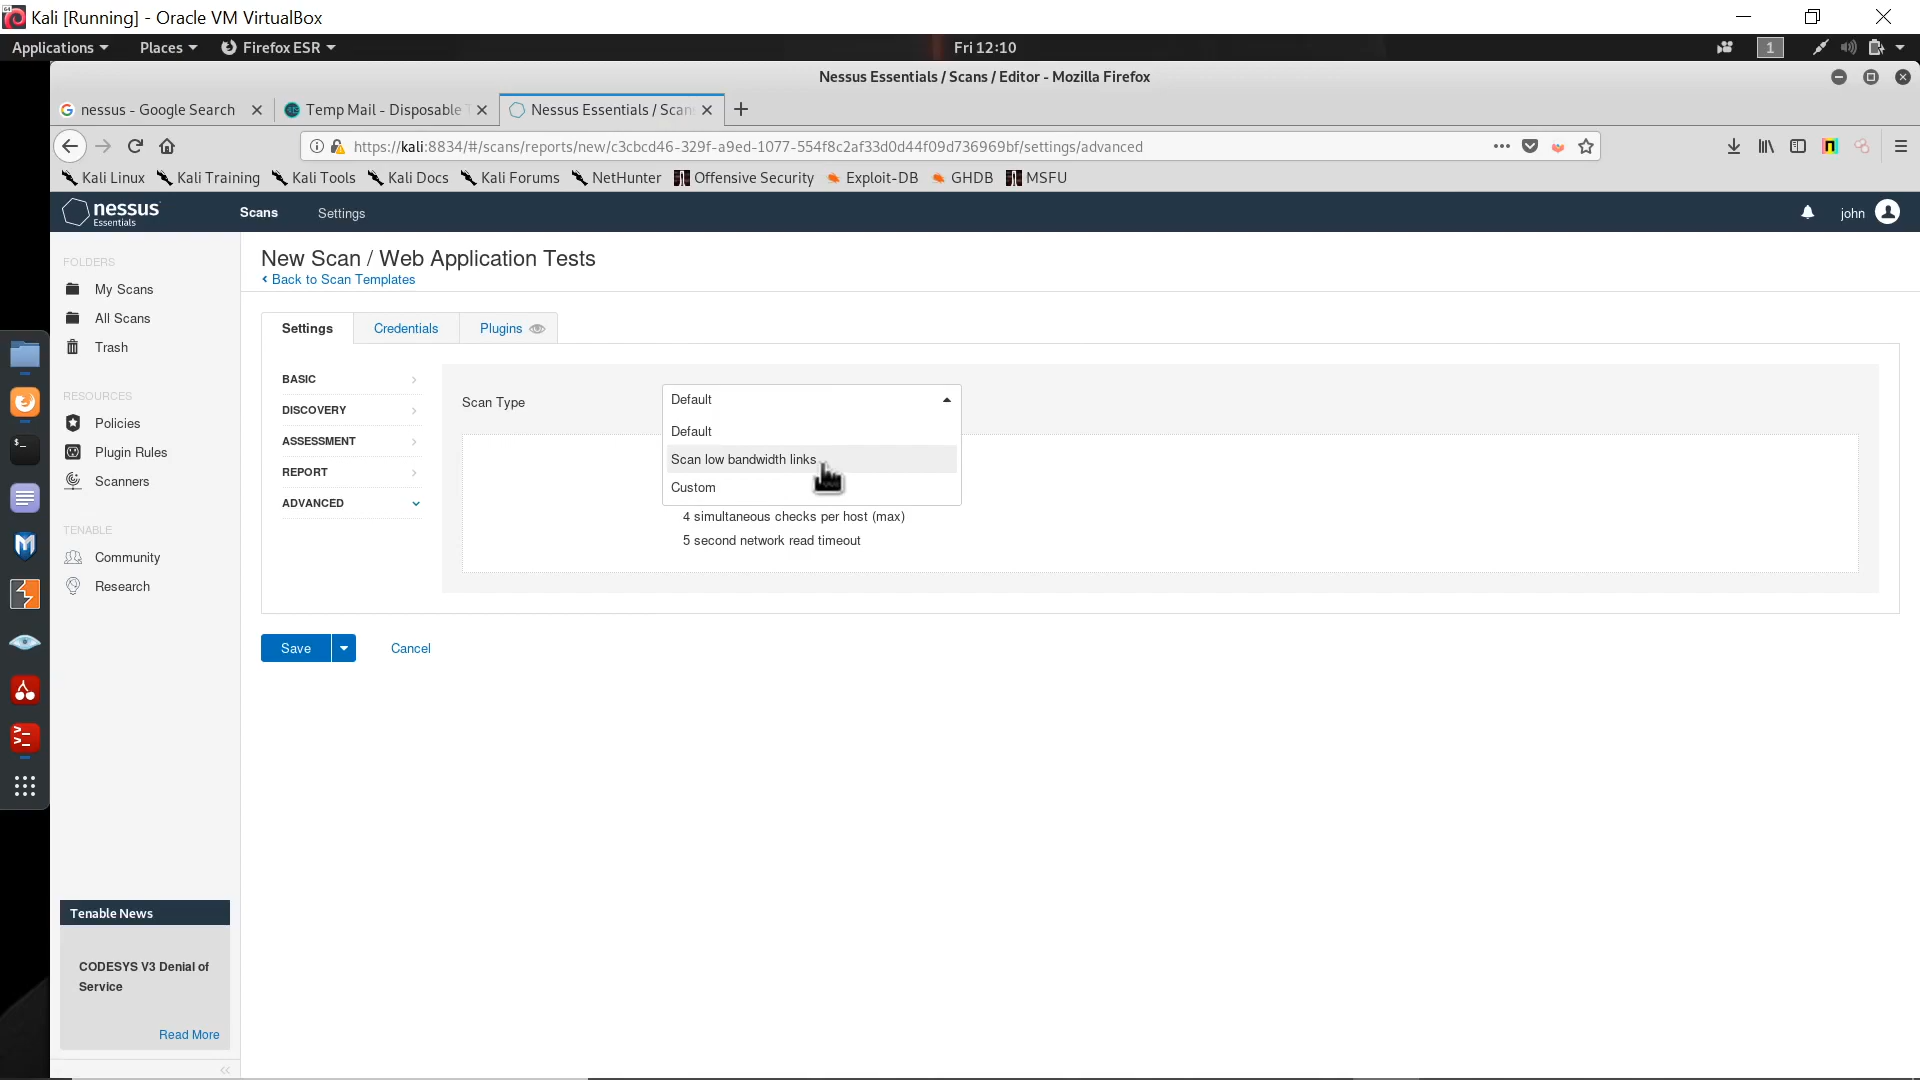 Kali [Running] - Oracle VM VirtualBox
Applications Places Firefox ESR Fri 12:10 1
Nessus Essentials / Scans / Editor - Mozilla Firefox
nessus - Google Search Temp Mail - Disposable Nessus Essentials / Scan
https://kali:8834/#/scans/reports/new/c3cbcd46-329f-a9ed-1077-554f8c2af33d0d44f09d736969bf/settings/advanced
Kali Linux Kali Training Kali Tools Kali Docs Kali Forums NetHunter Offensive Security Exploit-DB GHDB MSFU
nessus Essentials Scans Settings john
FOLDERS
My Scans
All Scans
Trash
RESOURCES
Policies
Plugin Rules
Scanners
TENABLE
Community
Research
New Scan / Web Application Tests
Back to Scan Templates
Settings Credentials Plugins
BASIC
DISCOVERY
ASSESSMENT
REPORT
ADVANCED
Scan Type
Default
Default
Scan low bandwidth links
Custom
4 simultaneous checks per host (max)
5 second network read timeout
Save Cancel
Tenable News
CODESYS V3 Denial of
Service
Read More